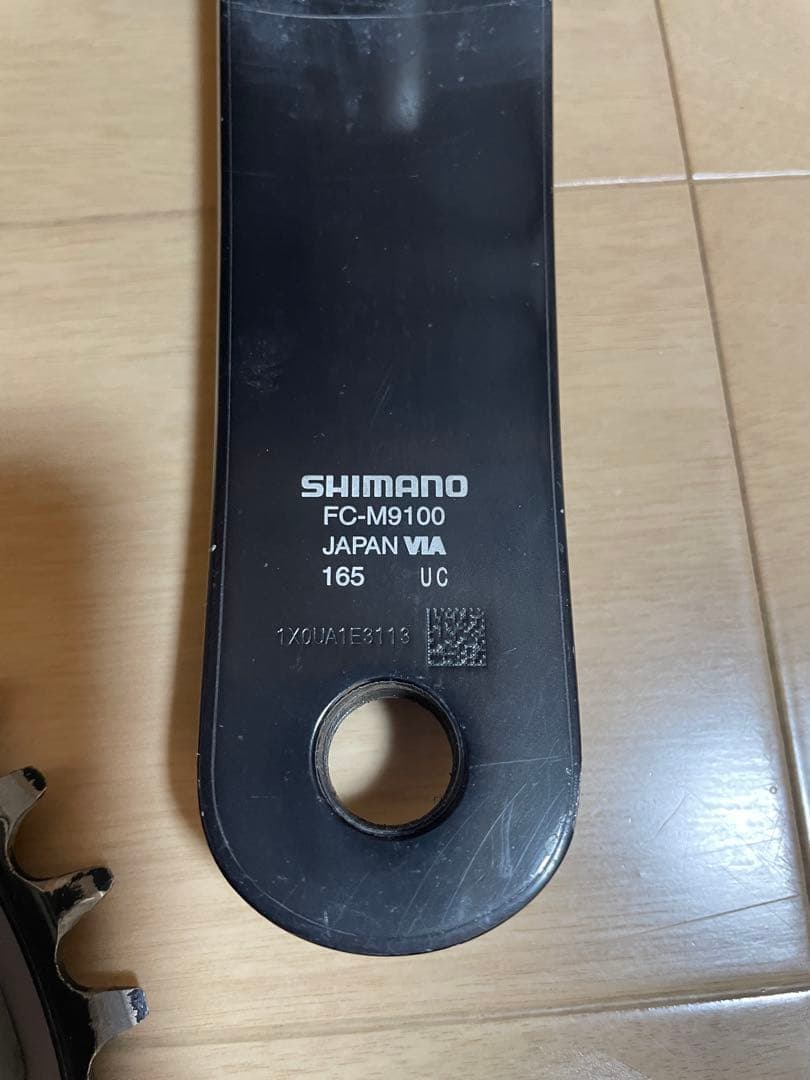 SHIMANO
FC-M9100
JAPAN VIA
165 UC
1X0UA1E3113